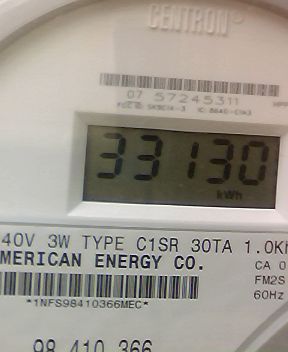 CENTRON®
07 57245311
33130
kWh
40V 3W TYPE C1SR 30TA 1.0K
MERICAN ENERGY CO.
CA 0
FM2S
60Hz
*1NFS98410366MEC*
98 410 366